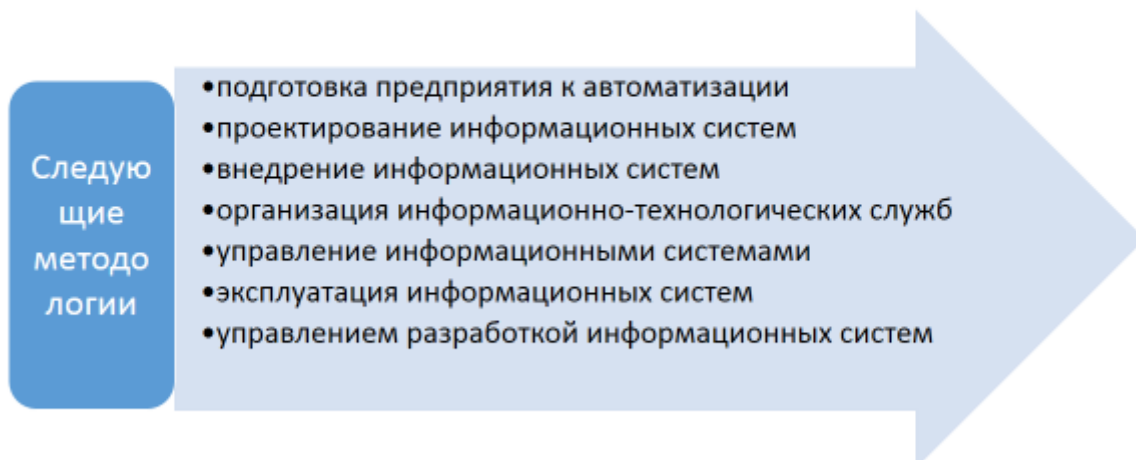 Следую
щие
методо
логии
•подготовка предприятия к автоматизации
•проектирование информационных систем
•внедрение информационных систем
•организация информационно-технологических служб
•управление информационными системами
•эксплуатация информационных систем
•управлением разработкой информационных систем